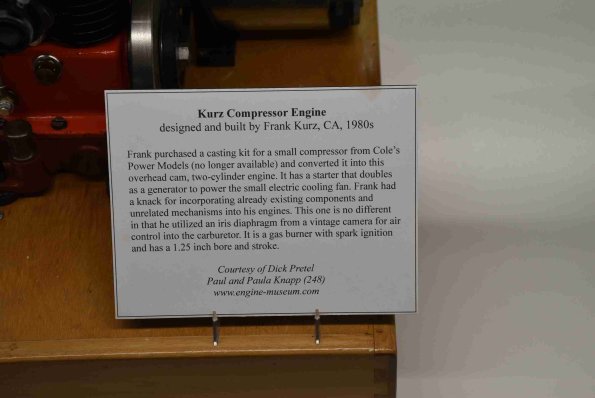 Kurz Compressor Engine
designed and built by Frank Kurz, CA, 1980s
Frank purchased a casting kit for a small compressor from Cole's
Power Models (no longer available) and converted it into this
overhead cam, two-cylinder engine. It has a starter that doubles
as a generator to power the small electric cooling fan. Frank had
a knack for incorporating already existing components and
unrelated mechanisms into his engines. This one is no different
in that he utilized an iris diaphragm from a vintage camera for air
control into the carburetor. It is a gas burner with spark ignition
and has a 1.25 inch bore and stroke.
Courtesy of Dick Pretel
Paul and Paula Knapp (248)
www.engine-museum.com